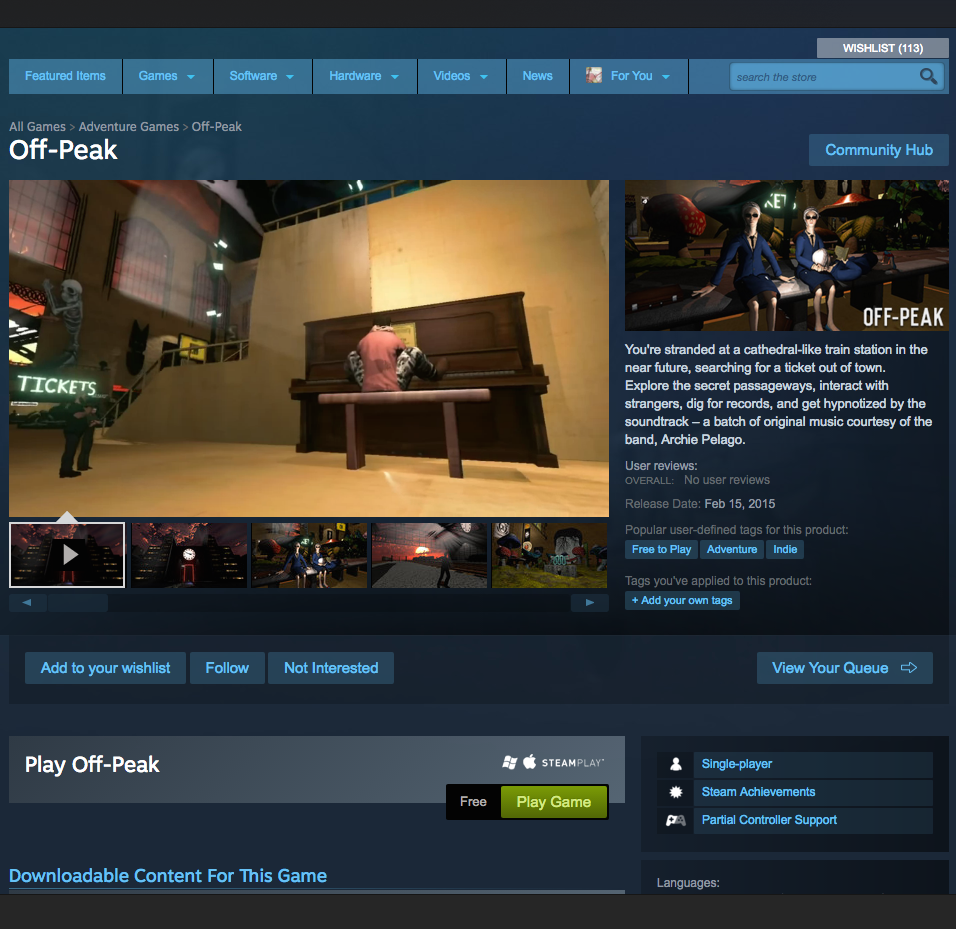 WISHLIST (113)
Featured Items
Games
Software
Hardware
Videos
News
For You
search the store
All Games > Adventure Games > Off-Peak
Off-Peak
Community Hub
TICKETS
KET
OFF-PEAK
You're stranded at a cathedral-like train station in the
near future, searching for a ticket out of town.
Explore the secret passageways, interact with
strangers, dig for records, and get hypnotized by the
soundtrack – a batch of original music courtesy of the
band, Archie Pelago.
User reviews:
OVERALL: No user reviews
Release Date: Feb 15, 2015
Popular user-defined tags for this product:
Free to Play
Adventure
Indie
Tags you've applied to this product:
+ Add your own tags
Add to your wishlist
Follow
Not Interested
View Your Queue
Play Off-Peak
STEAMPLAY™
Free
Play Game
Single-player
Steam Achievements
Partial Controller Support
Downloadable Content For This Game
Languages: